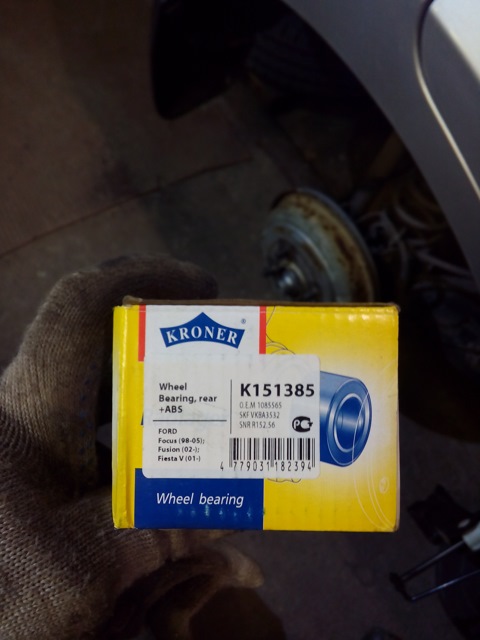 KRONER®
Wheel
Bearing, rear
+ABS
FORD
Focus (98-05);
Fusion (02-);
Fiesta V (01-)
K151385
O.E.M 1085565
SKF VKBA3532
SNR R152.56
4 779031 182394
Wheel bearing